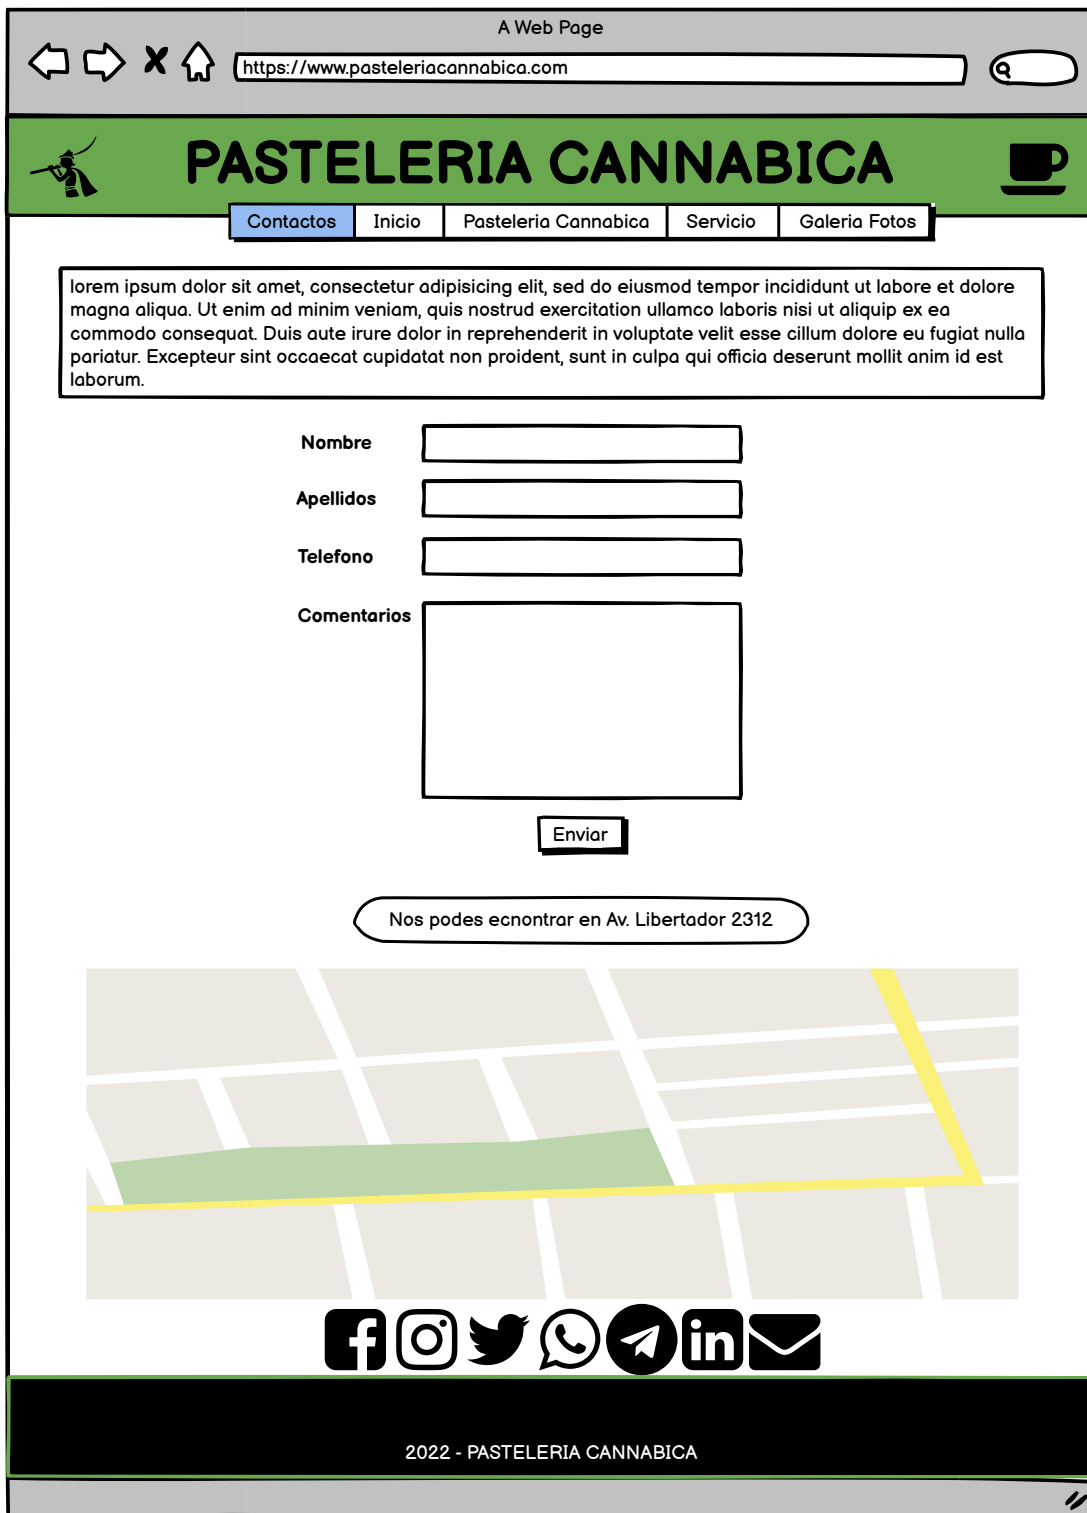 A Web Page
https://www.pasteleriacannabica.com
PASTELERIA CANNABICA
Contactos Inicio Pasteleria Cannabica Servicio Galeria Fotos
lorem ipsum dolor sit amet, consectetur adipisicing elit, sed do eiusmod tempor incididunt ut labore et dolore
magna aliqua. Ut enim ad minim veniam, quis nostrud exercitation ullamco laboris nisi ut aliquip ex ea
commodo consequat. Duis aute irure dolor in reprehenderit in voluptate velit esse cillum dolore eu fugiat nulla
pariatur. Excepteur sint occaecat cupidatat non proident, sunt in culpa qui officia deserunt mollit anim id est
laborum.
Nombre
Apellidos
Telefono
Comentarios
Enviar
Nos podes ecnontrar en Av. Libertador 2312
2022 - PASTELERIA CANNABICA